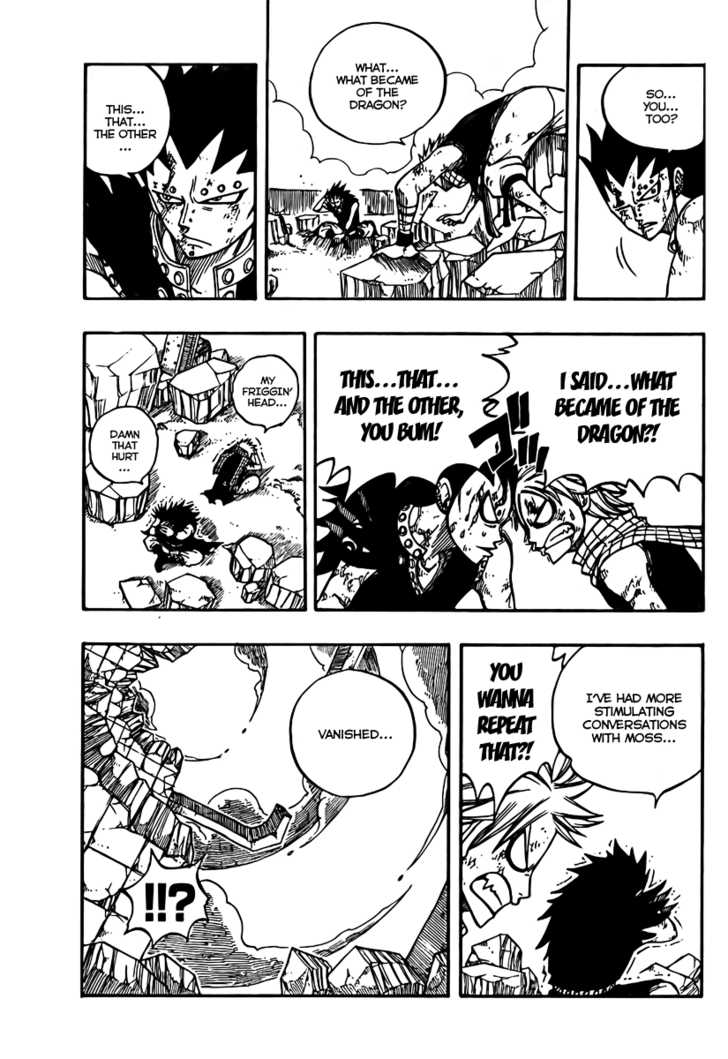 SO...
YOU...
TOO?
WHAT...
WHAT BECAME
OF THE
DRAGON?
THIS...
THAT...
THE OTHER
...
I SAID...WHAT
BECAME OF THE
DRAGON?!
ゴッ
THIS...THAT...
AND THE OTHER,
YOU BUM!
MY
FRIGGIN'
HEAD...
DAMN
THAT
HURT
...
I'VE HAD MORE
STIMULATING
CONVERSATIONS
WITH MOSS...
YOU
WANNA
REPEAT
THAT?!
VANISHED...
!!?